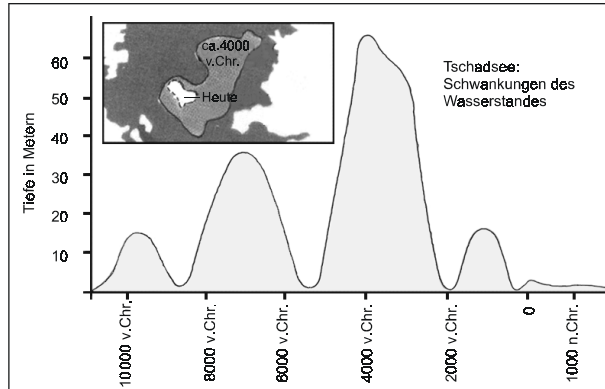 ca.4000
v.Chr.
Heute
Tschadsee:
Schwankungen des
Wasserstandes
Tiefe in Metern
60
50
40
30
20
10
10000 v.Chr.
8000 v.Chr.
6000 v.Chr.
4000 v.Chr.
2000 v.Chr.
0
1000 n.Chr.